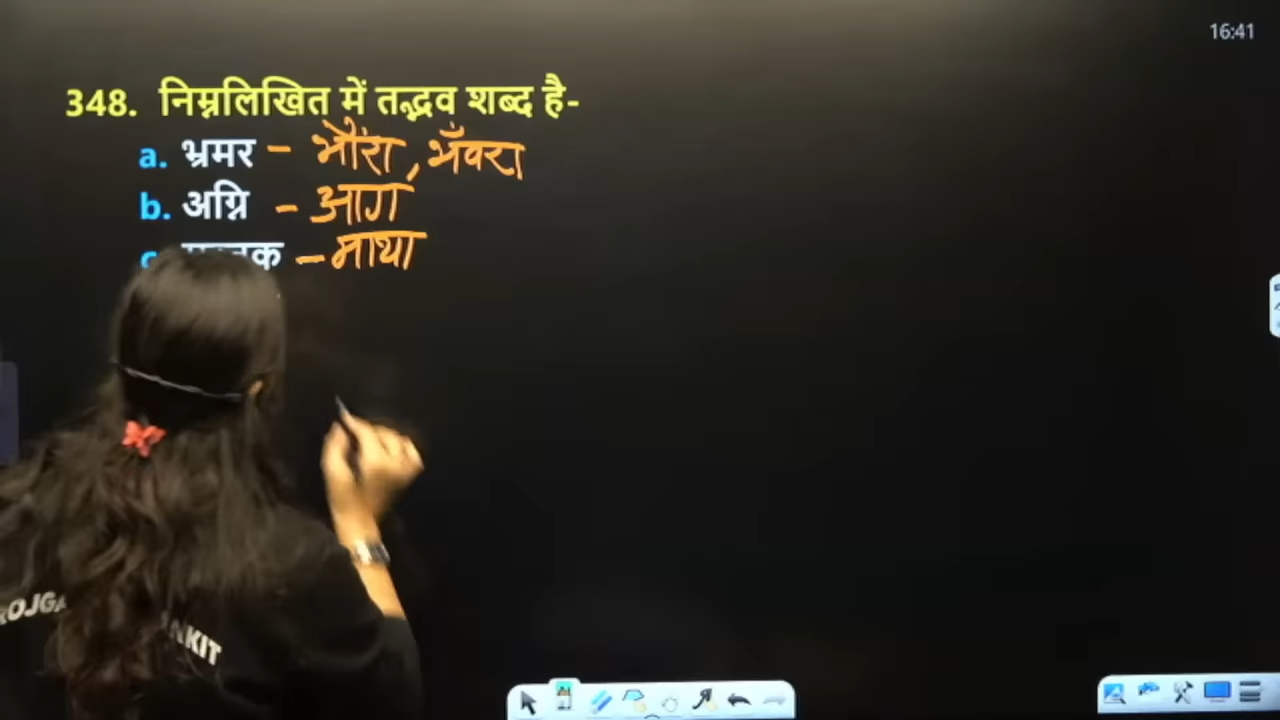 16:41
348. निम्नलिखित में तद्भव शब्द है-
a. भ्रमर - भौंरा, भँवरा
b. अग्नि - आग
- माथा